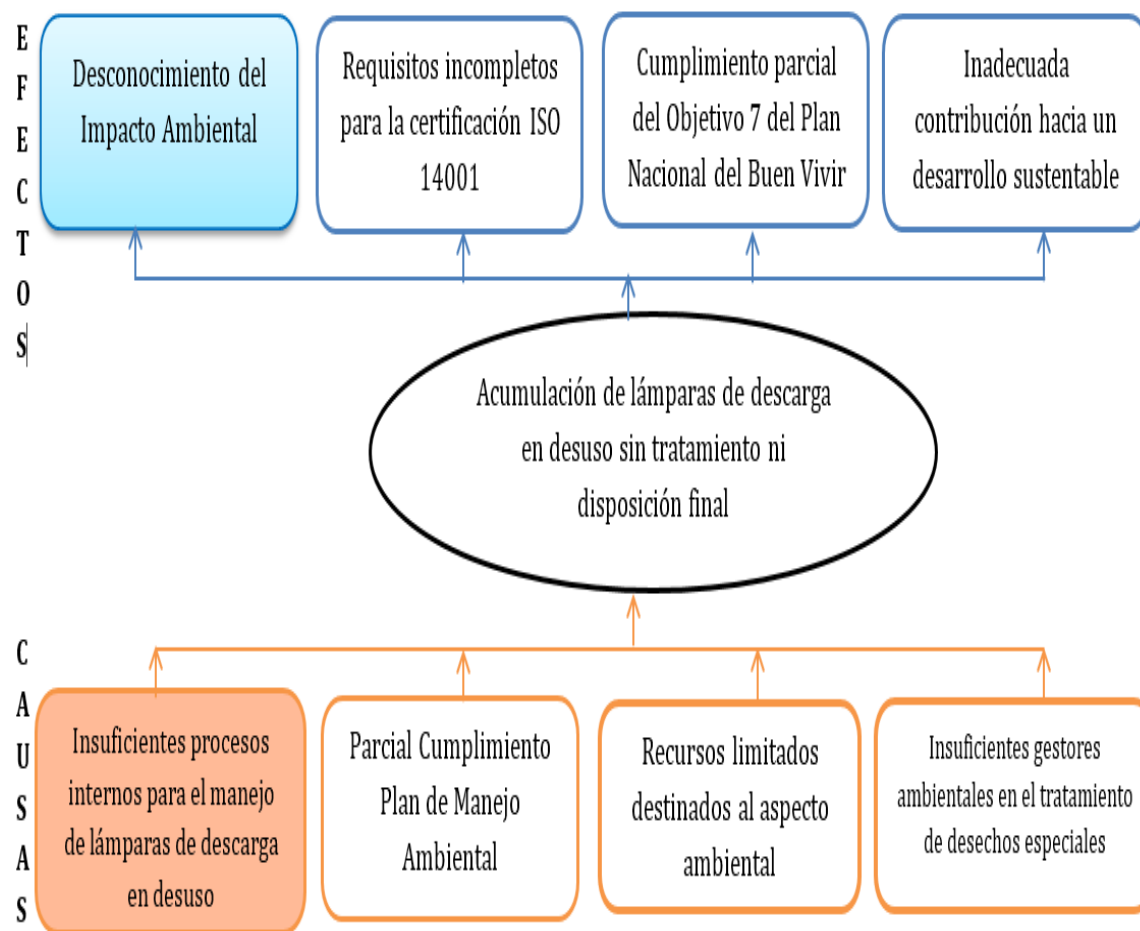 EFECTOS
Desconocimiento del
Impacto Ambiental
Requisitos incompletos
para la certificación ISO
14001
Cumplimiento parcial
del Objetivo 7 del Plan
Nacional del Buen Vivir
Inadecuada
contribución hacia un
desarrollo sustentable
Acumulación de lámparas de descarga
en desuso sin tratamiento ni
disposición final
CAUSAS
Insuficientes procesos
internos para el manejo
de lámparas de descarga
en desuso
Parcial Cumplimiento
Plan de Manejo
Ambiental
Recursos limitados
destinados al aspecto
ambiental
Insuficientes gestores
ambientales en el tratamiento
de desechos especiales